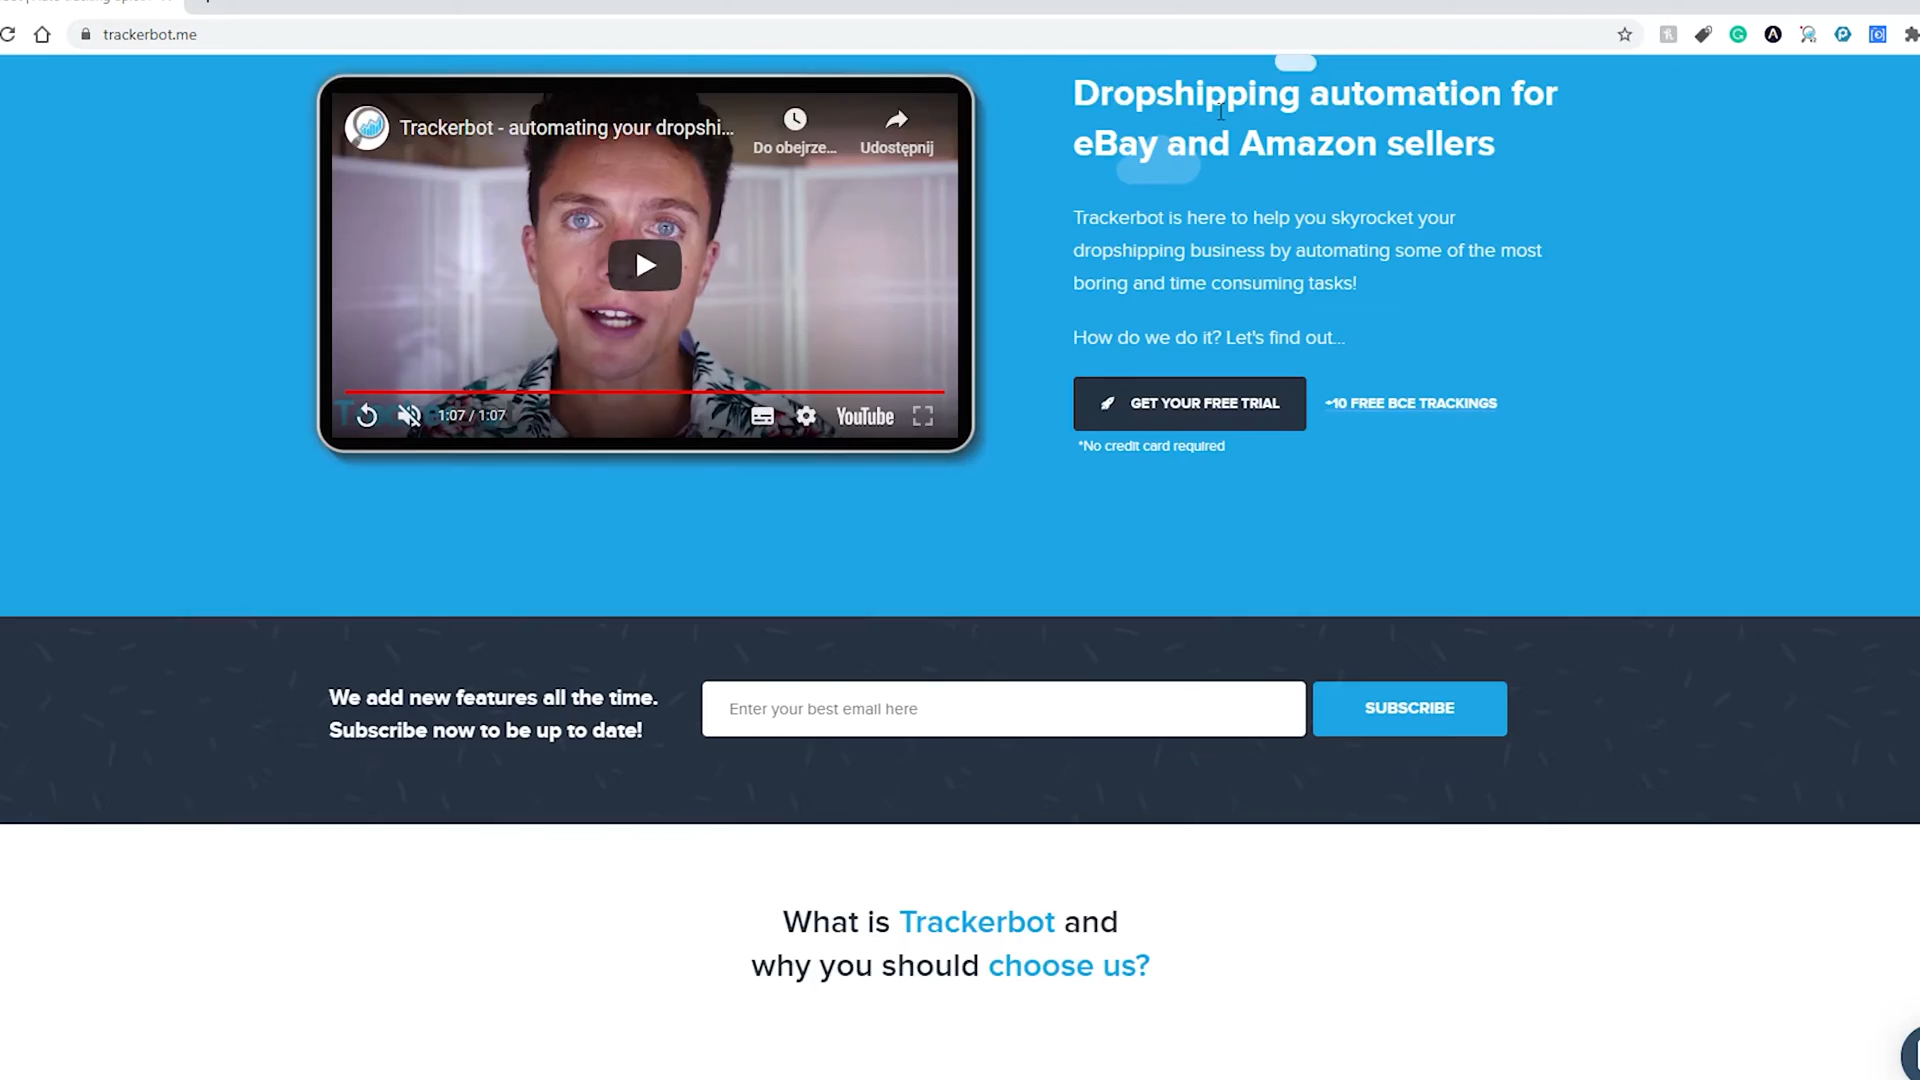 trackerbot.me
Trackerbot - automating your dropshi...
Do obejrze...
Udostępnij
1:07 / 1:07
YouTube
Dropshipping automation for
eBay and Amazon sellers
Trackerbot is here to help you skyrocket your
dropshipping business by automating some of the most
boring and time consuming tasks!
How do we do it? Let's find out...
GET YOUR FREE TRIAL
+10 FREE BCE TRACKINGS
*No credit card required
We add new features all the time.
Subscribe now to be up to date!
Enter your best email here
SUBSCRIBE
What is Trackerbot and
why you should choose us?